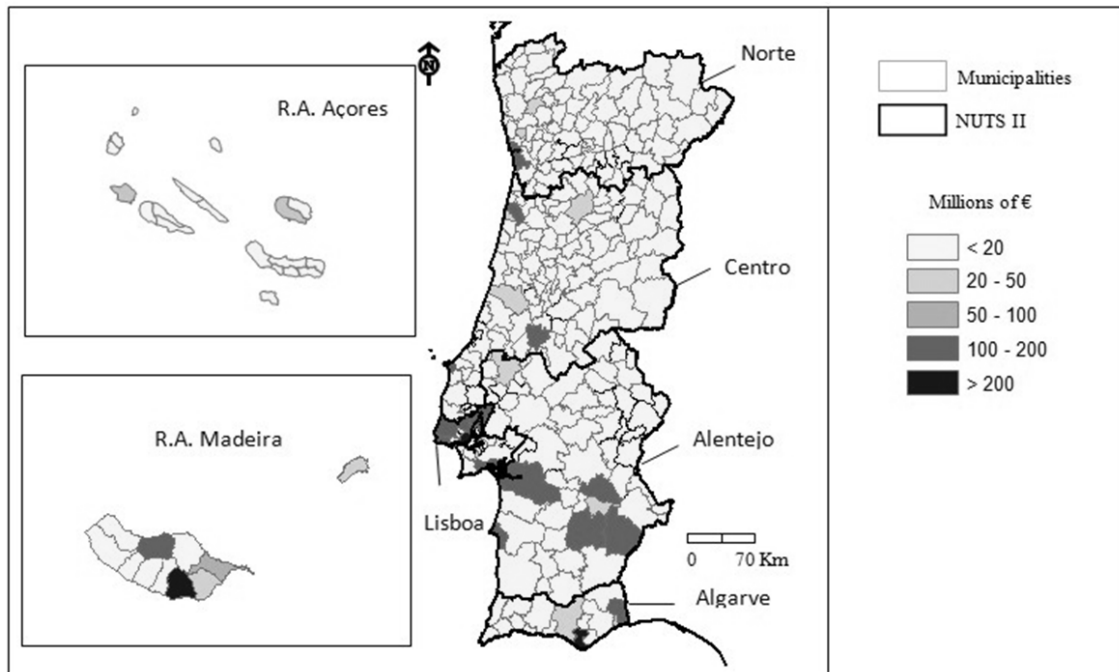 Norte
R.A. Açores
N
Centro
R.A. Madeira
Alentejo
Lisboa
0 70 Km
Algarve
Municipalities
NUTS II
Millions of €
< 20
20 - 50
50 - 100
100 - 200
> 200